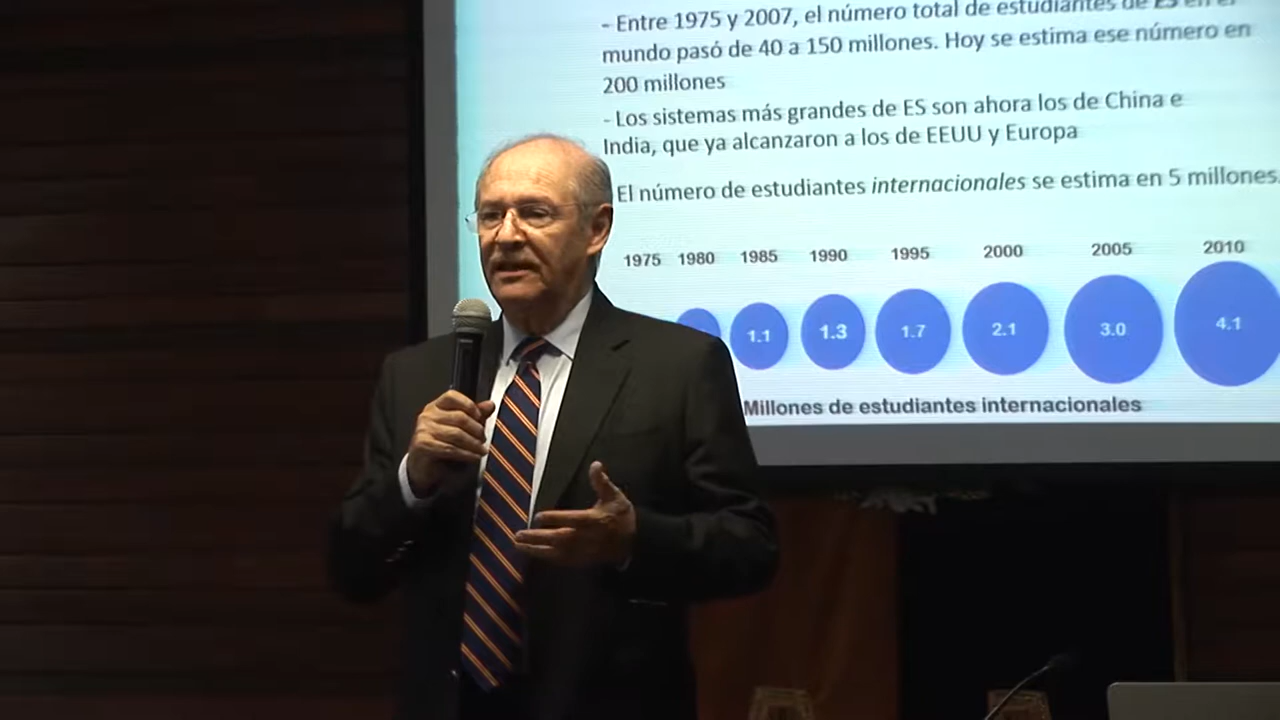 - Entre 1975 y 2007, el número total de estudiantes de ES en el
mundo pasó de 40 a 150 millones. Hoy se estima ese número en
200 millones
- Los sistemas más grandes de ES son ahora los de China e
India, que ya alcanzaron a los de EEUU y Europa
El número de estudiantes internacionales se estima en 5 millones.
1975 1980 1985 1990 1995 2000 2005 2010
1.1 1.3 1.7 2.1 3.0 4.1
Millones de estudiantes internacionales